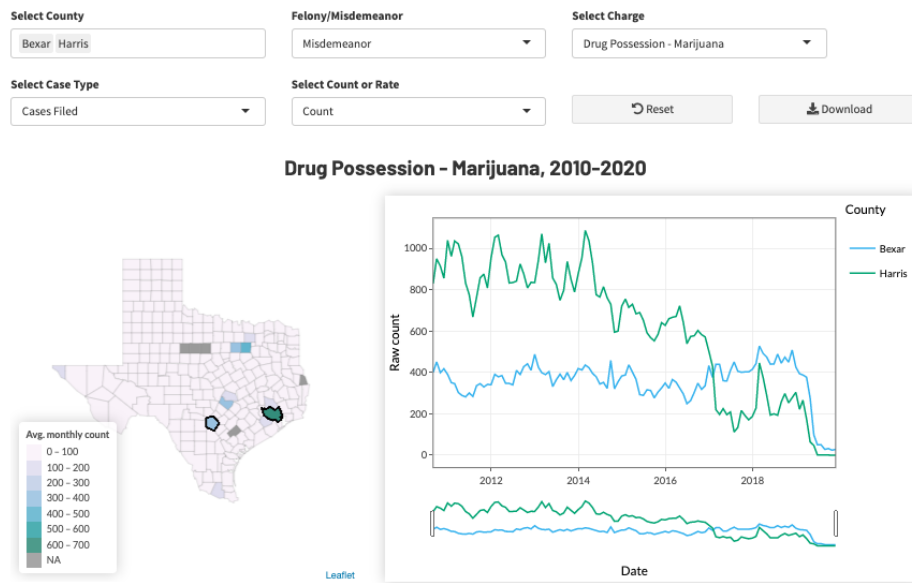 Select County
Felony/Misdemeanor
Select Charge
Bexar Harris
Misdemeanor
Drug Possession - Marijuana
Select Case Type
Select Count or Rate
Cases Filed
Count
Reset
Download
Drug Possession - Marijuana, 2010-2020
County
Bexar
Harris
Raw count
1000
800
600
400
200
0
2012
2014
2016
2018
Date
Avg. monthly count
0 – 100
100 – 200
200 – 300
300 – 400
400 – 500
500 – 600
600 – 700
NA
Leaflet